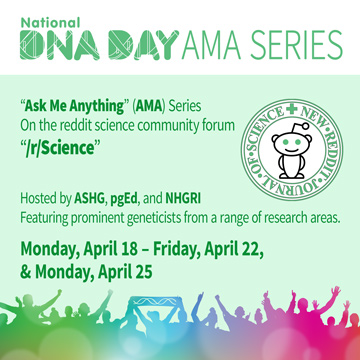 National
DNA DAY AMA SERIES
“Ask Me Anything” (AMA) Series
On the reddit science community forum
“/r/Science”
NEW REDDIT JOURNAL OF SCIENCE
Hosted by ASHG, pgEd, and NHGRI
Featuring prominent geneticists from a range of research areas.
Monday, April 18 – Friday, April 22,
& Monday, April 25